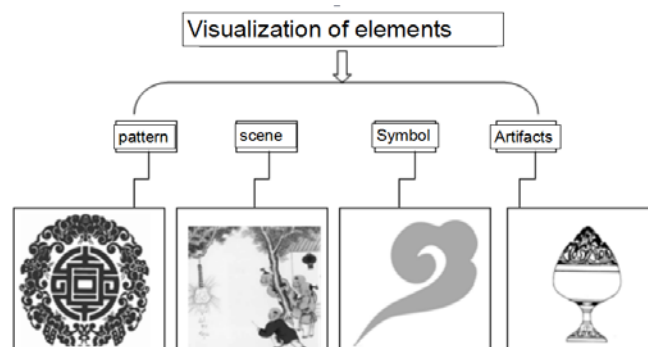 Visualization of elements
pattern
scene
Symbol
Artifacts